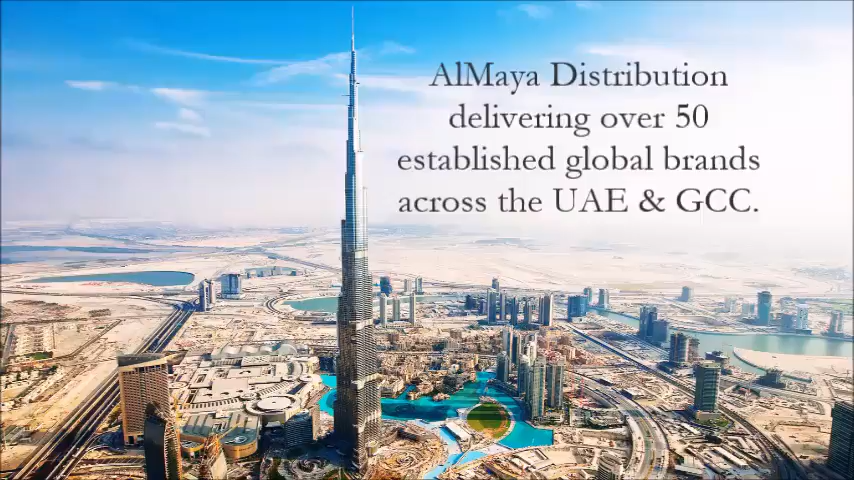 AlMaya Distribution
delivering over 50
established global brands
across the UAE & GCC.